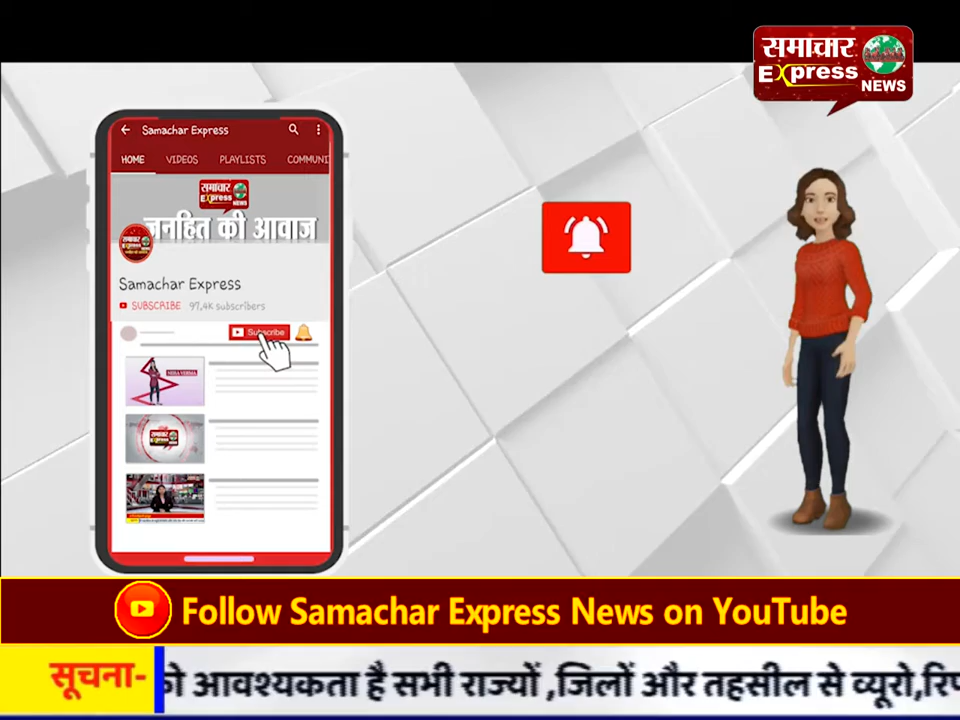 समाचार
Express
NEWS
Samachar Express
HOME VIDEOS PLAYLISTS COMMUNI
समाचार
Express
NEWS
जनहित की आवाज
Samachar Express
SUBSCRIBE 97.4K subscribers
Subscribe
Follow Samachar Express News on YouTube
सूचना- को आवश्यकता है सभी राज्यों ,जिलों और तहसील से ब्यूरो,रिप